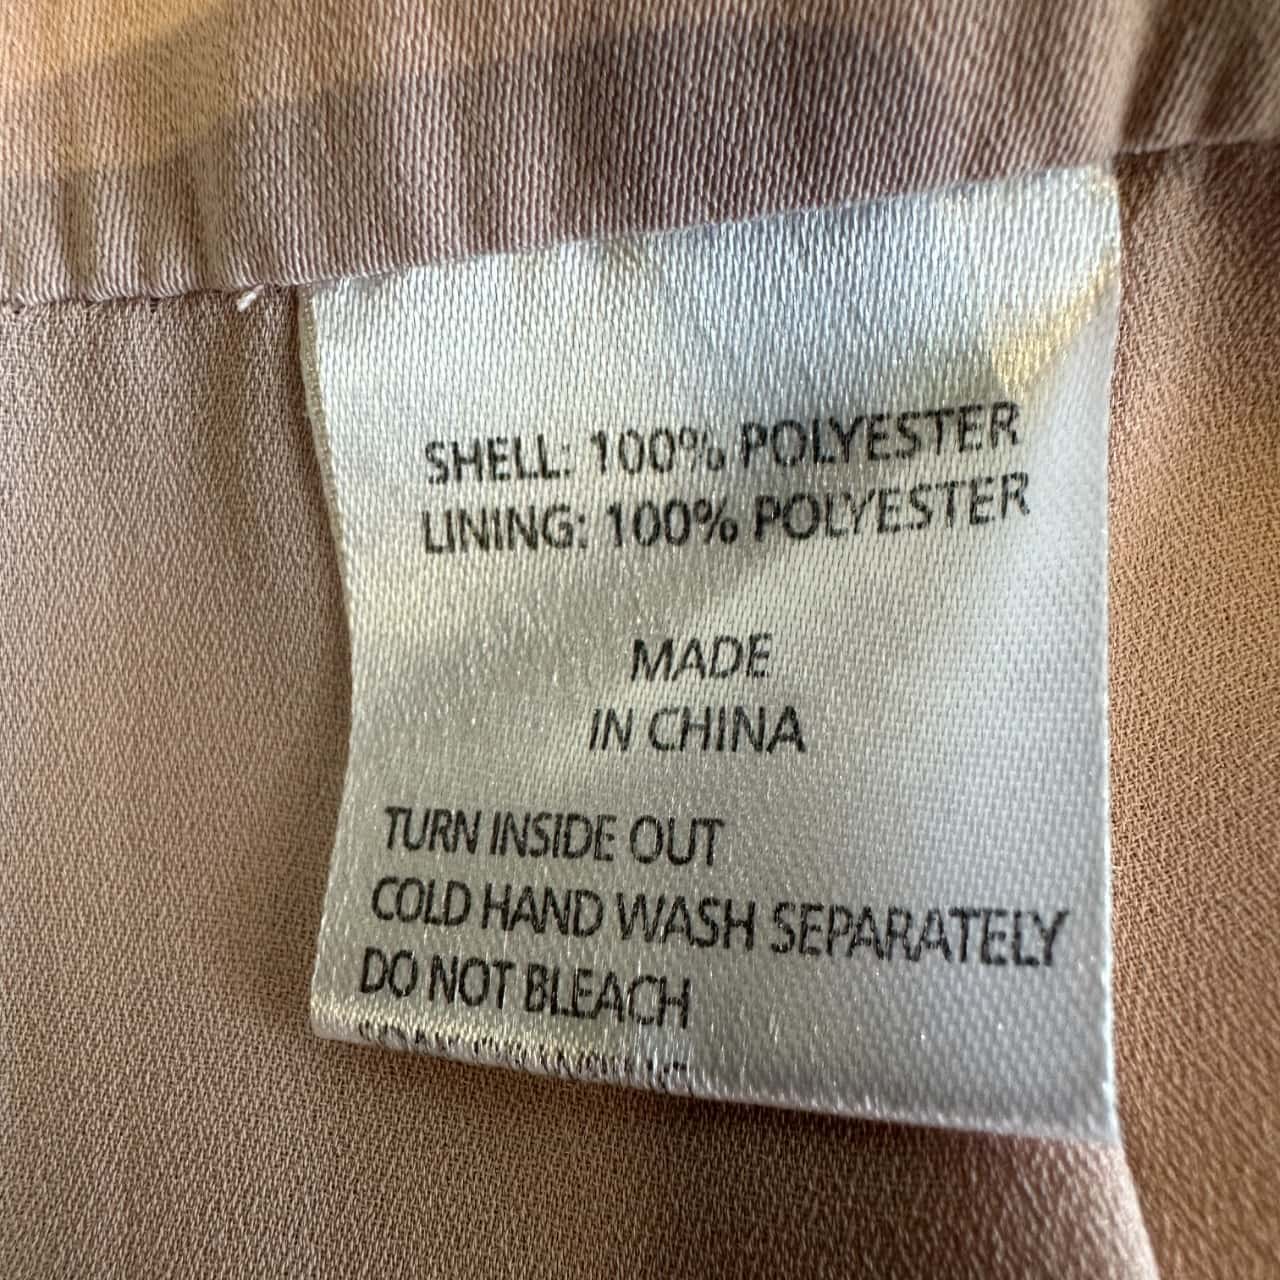 SHELL: 100% POLYESTER
LINING: 100% POLYESTER
MADE
IN CHINA
TURN INSIDE OUT
COLD HAND WASH SEPARATELY
DO NOT BLEACH